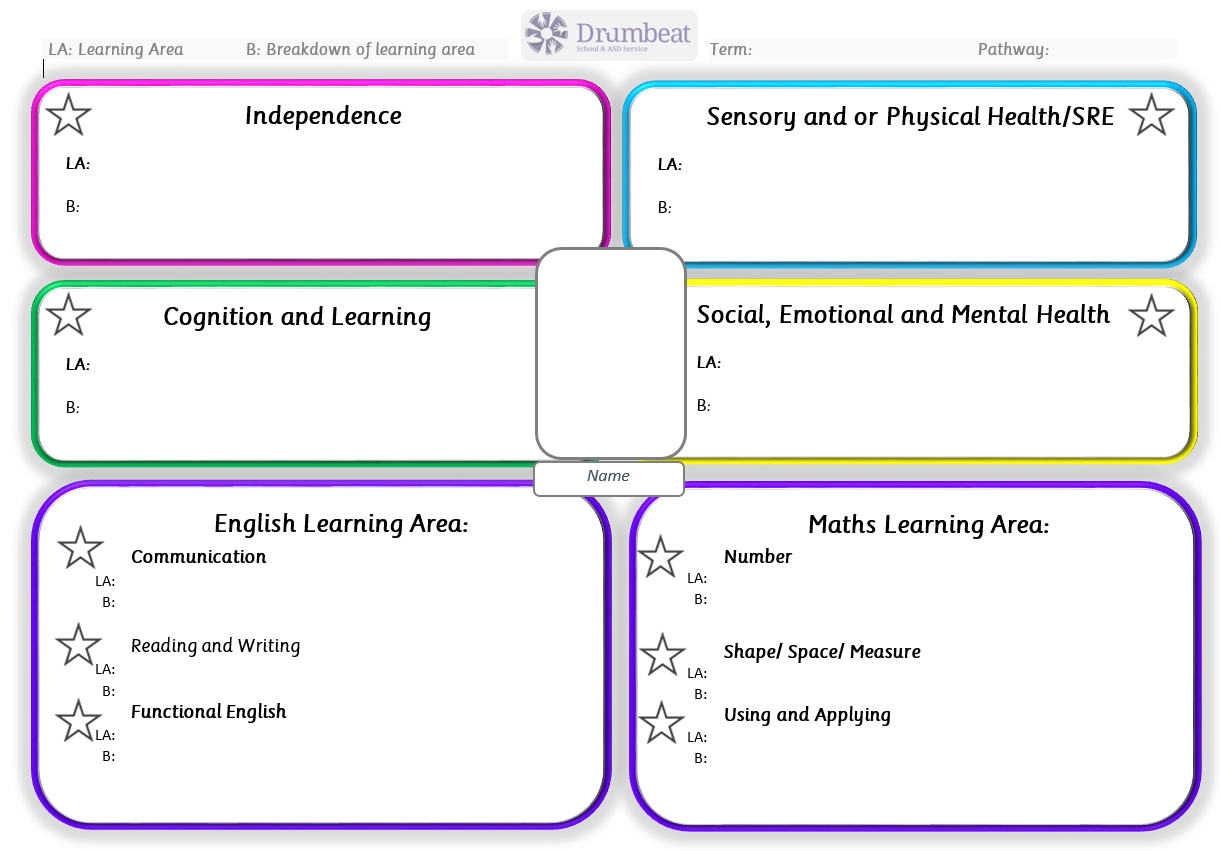 Drumbeat
School & ASD Service
LA: Learning Area B: Breakdown of learning area Term: Pathway:
Independence
LA:
B:
Sensory and or Physical Health/SRE
LA:
B:
Cognition and Learning
LA:
B:
Social, Emotional and Mental Health
LA:
B:
Name
English Learning Area:
Communication
LA:
B:
Reading and Writing
LA:
B:
Functional English
LA:
B:
Maths Learning Area:
Number
LA:
B:
Shape/ Space/ Measure
LA:
B:
Using and Applying
LA:
B: